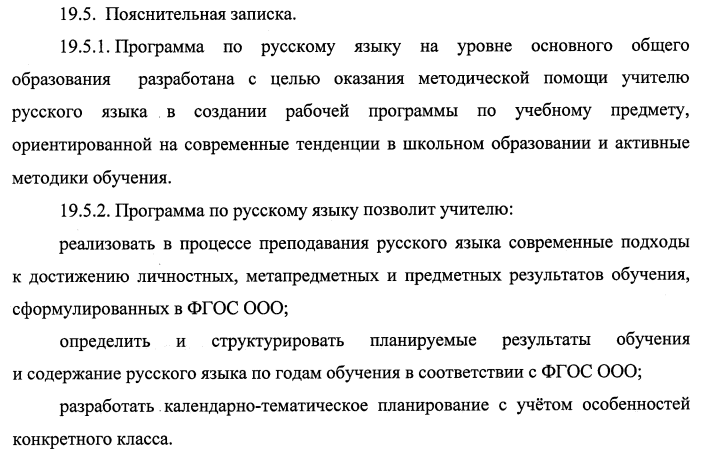 19.5. Пояснительная записка.
19.5.1. Программа по русскому языку на уровне основного общего
образования разработана с целью оказания методической помощи учителю
русского языка в создании рабочей программы по учебному предмету,
ориентированной на современные тенденции в школьном образовании и активные
методики обучения.
19.5.2. Программа по русскому языку позволит учителю:
реализовать в процессе преподавания русского языка современные подходы
к достижению личностных, метапредметных и предметных результатов обучения,
сформулированных в ФГОС ООО;
определить и структурировать планируемые результаты обучения
и содержание русского языка по годам обучения в соответствии с ФГОС ООО;
разработать календарно-тематическое планирование с учётом особенностей
конкретного класса.